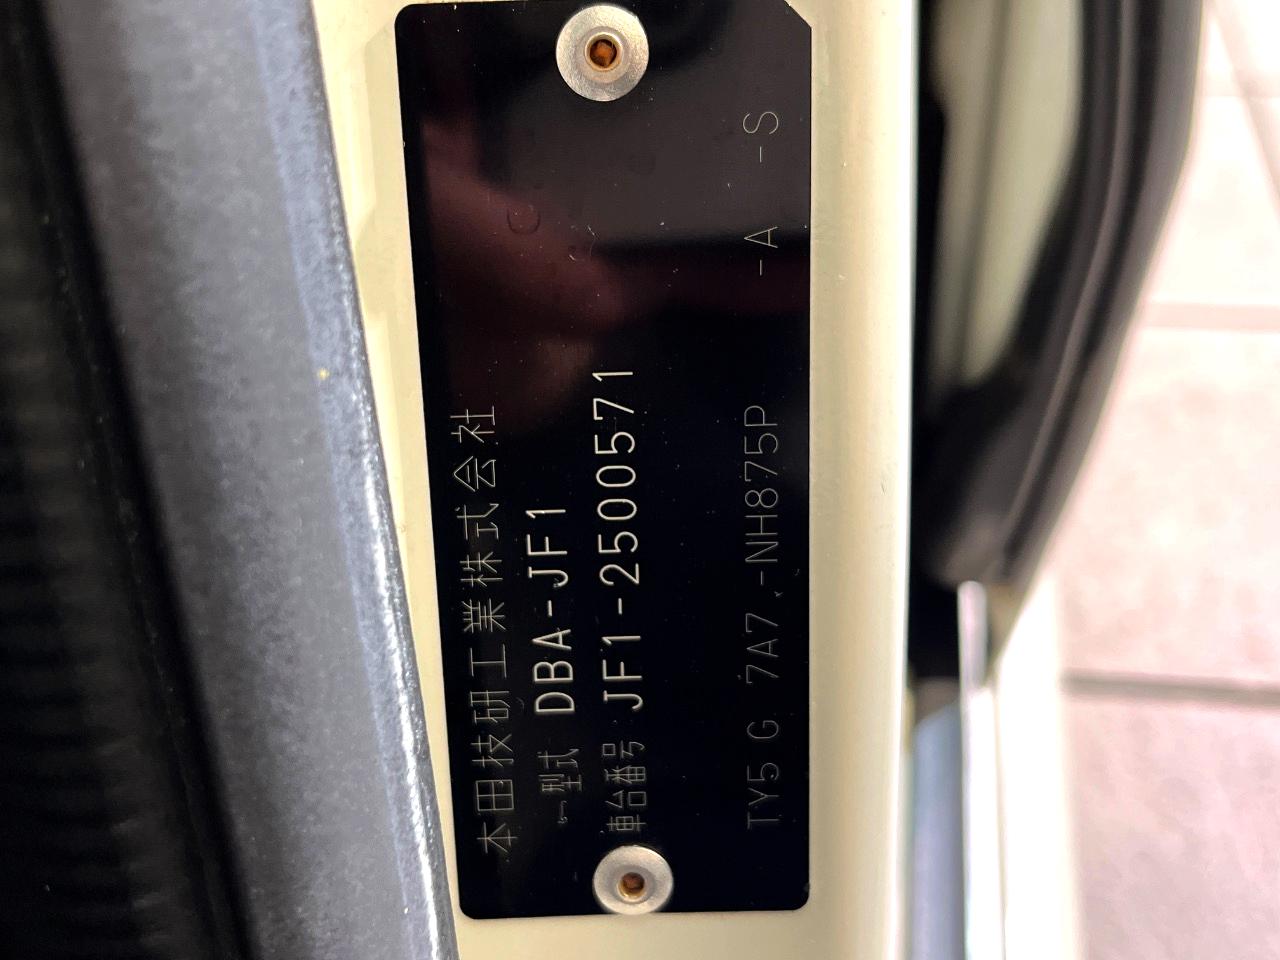 本田技研工業株式会社
型式 DBA-JF1
車台番号 JF1-2500571
TY5 G 7A7 -NH875P -A -S